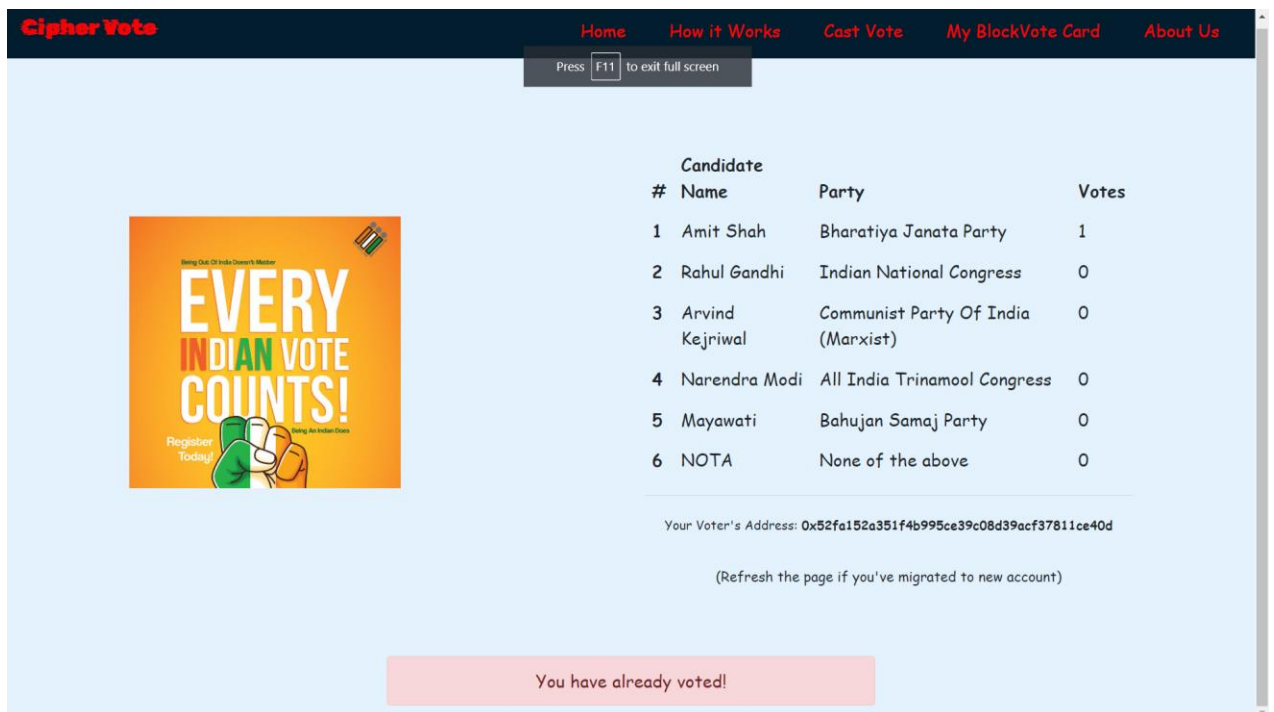 Cipher Vote
Home How it Works Cast Vote My BlockVote Card About Us
Press F11 to exit full screen
Being Out Of India Doesn't Matter
EVERY
INDIAN VOTE
COUNTS!
Being An Indian Does
Register
Today!
Candidate
# Name Party Votes
1 Amit Shah Bharatiya Janata Party 1
2 Rahul Gandhi Indian National Congress 0
3 Arvind Communist Party Of India 0
Kejriwal (Marxist)
4 Narendra Modi All India Trinamool Congress 0
5 Mayawati Bahujan Samaj Party 0
6 NOTA None of the above 0
Your Voter's Address: 0x52fa152a351f4b995ce39c08d39acf37811ce40d
(Refresh the page if you've migrated to new account)
You have already voted!